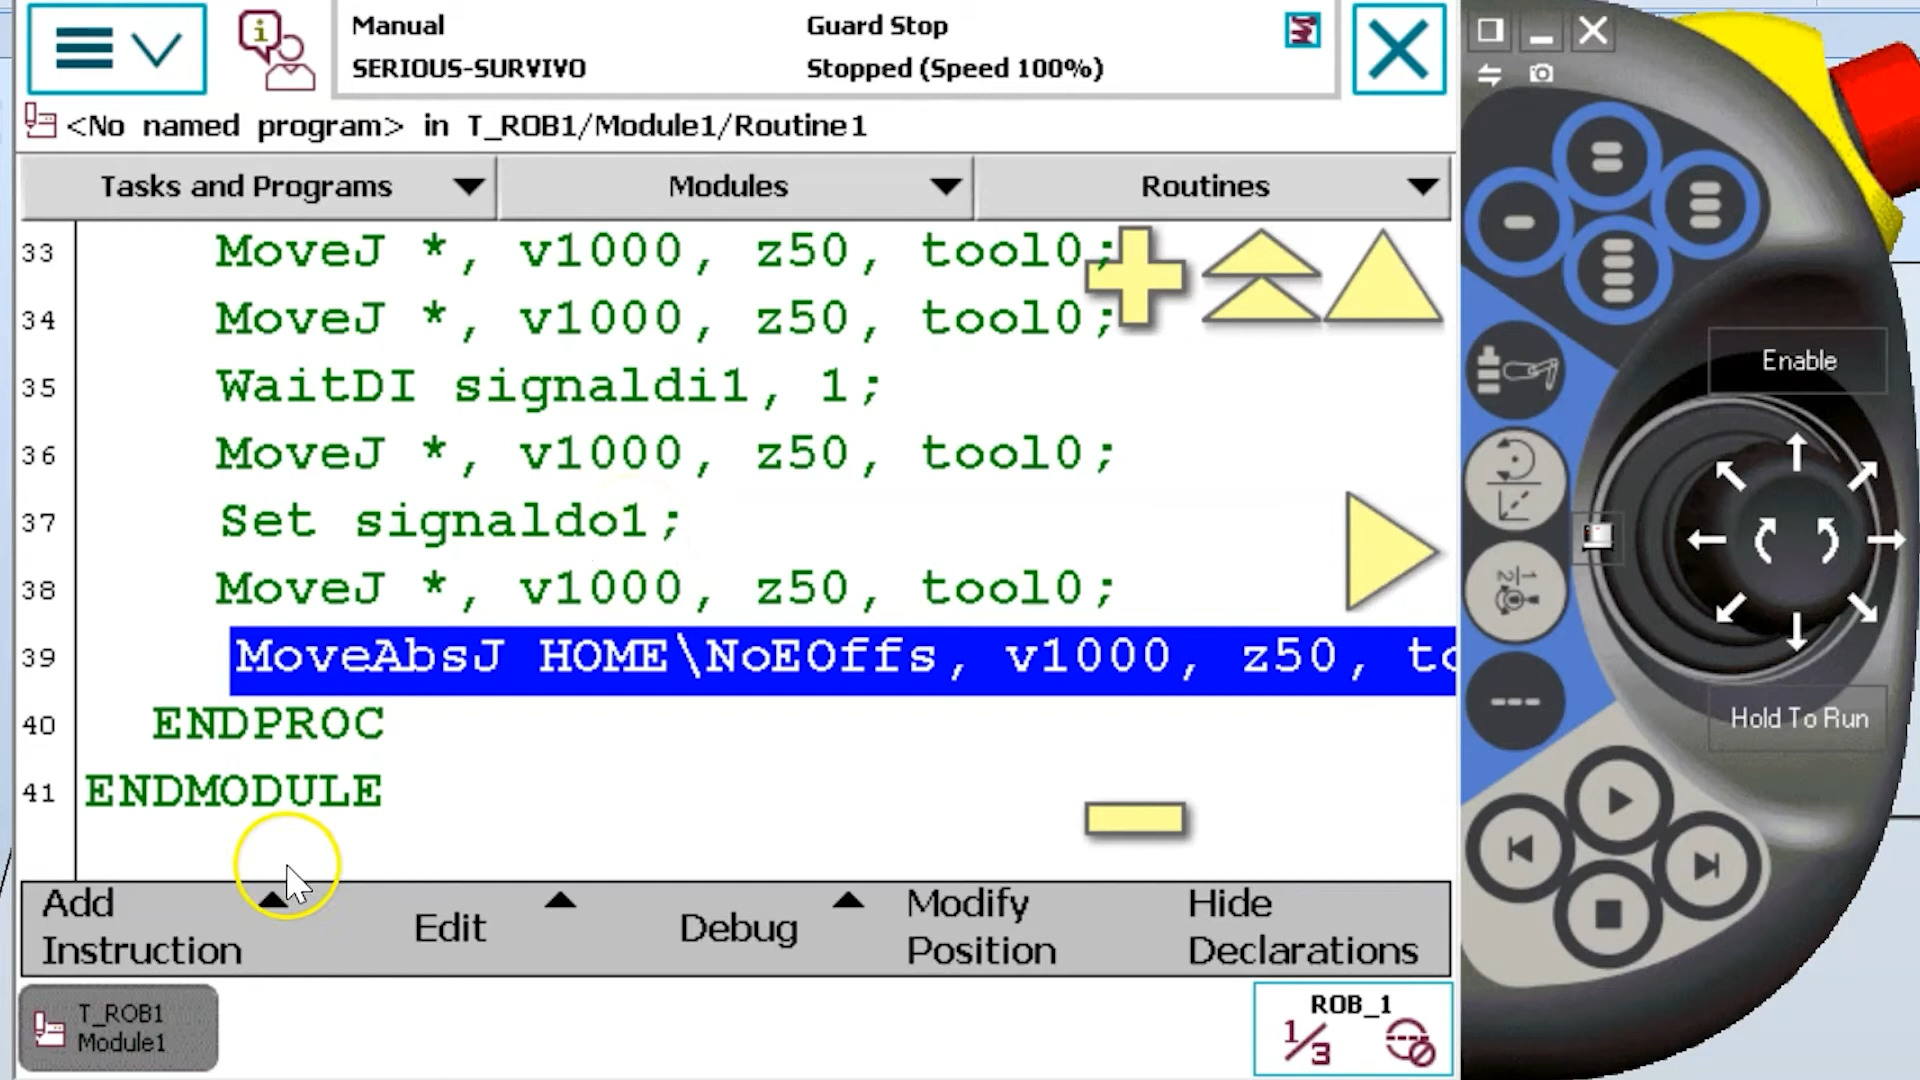 Manual
Guard Stop
SERIOUS-SURVIVO
Stopped (Speed 100%)
<No named program> in T_ROB1/Module1/Routine1
Tasks and Programs
Modules
Routines
33 MoveJ *, v1000, z50, tool0;
34 MoveJ *, v1000, z50, tool0;
35 WaitDI signaldi1, 1;
36 MoveJ *, v1000, z50, tool0;
37 Set signaldo1;
38 MoveJ *, v1000, z50, tool0;
39 MoveAbsJ HOME\NoEOffs, v1000, z50, to
40 ENDPROC
41 ENDMODULE
Add
Instruction
Edit
Debug
Modify
Position
Hide
Declarations
T_ROB1
Module1
ROB_1
1/3
Enable
Hold To Run